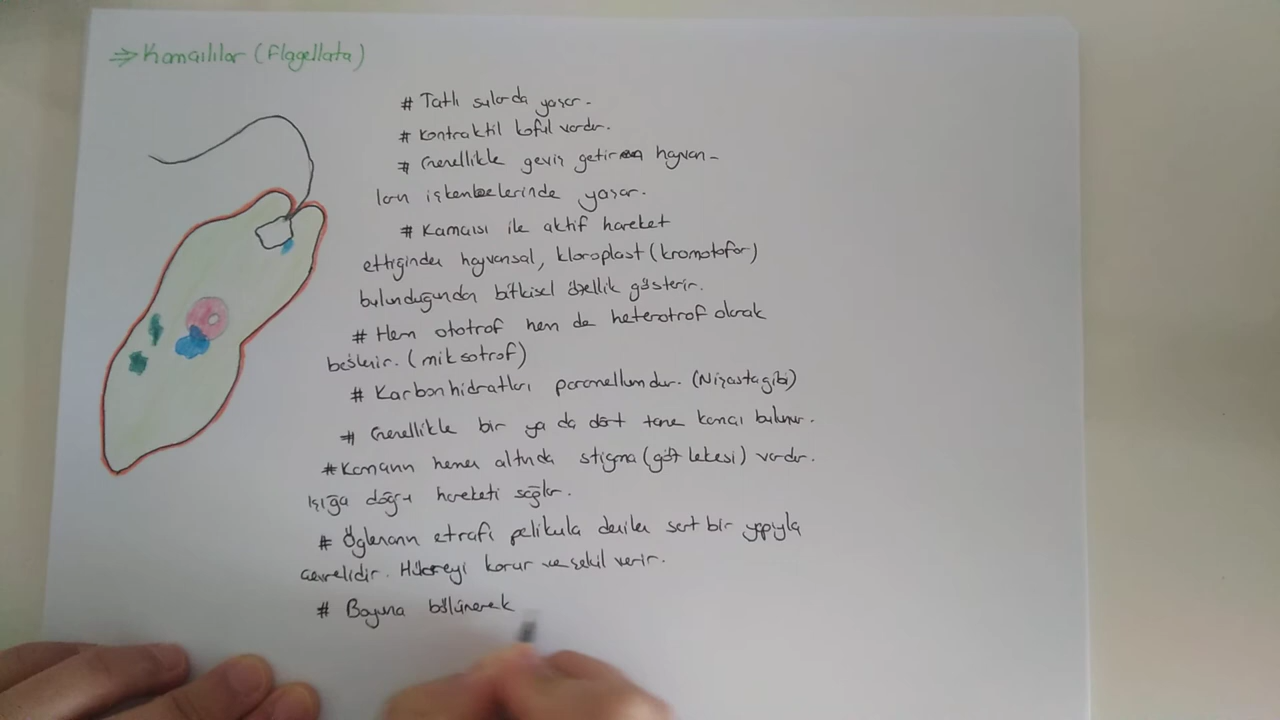 ⇒ Kamçılılar (Flagellata)
# Tatlı sularda yaşar.
# Kontraktil koful vardır.
# Genellikle geviş getiren hayvan-
ların işkenbelerinde yaşar.
# Kamçısı ile aktif hareket
ettiğinden hayvansal, kloroplast (kromotofor)
bulunduğundan bitkisel özellik gösterir.
# Hem ototrof hem de heterotrof olarak
beslenir. (miksotrof)
# Karbonhidratları paramellumdur. (Nişasta gibi)
# Genellikle bir ya da dört tane kamçı bulunur.
# Kamçının hemen altında stigma (göz lekesi) vardır.
Işığa doğru hareketi sağlar.
# Öglenanın etrafı pelikula denilen sert bir yapıyla
çevrelidir. Hücreyi korur ve şekil verir.
# Boyuna bölünerek